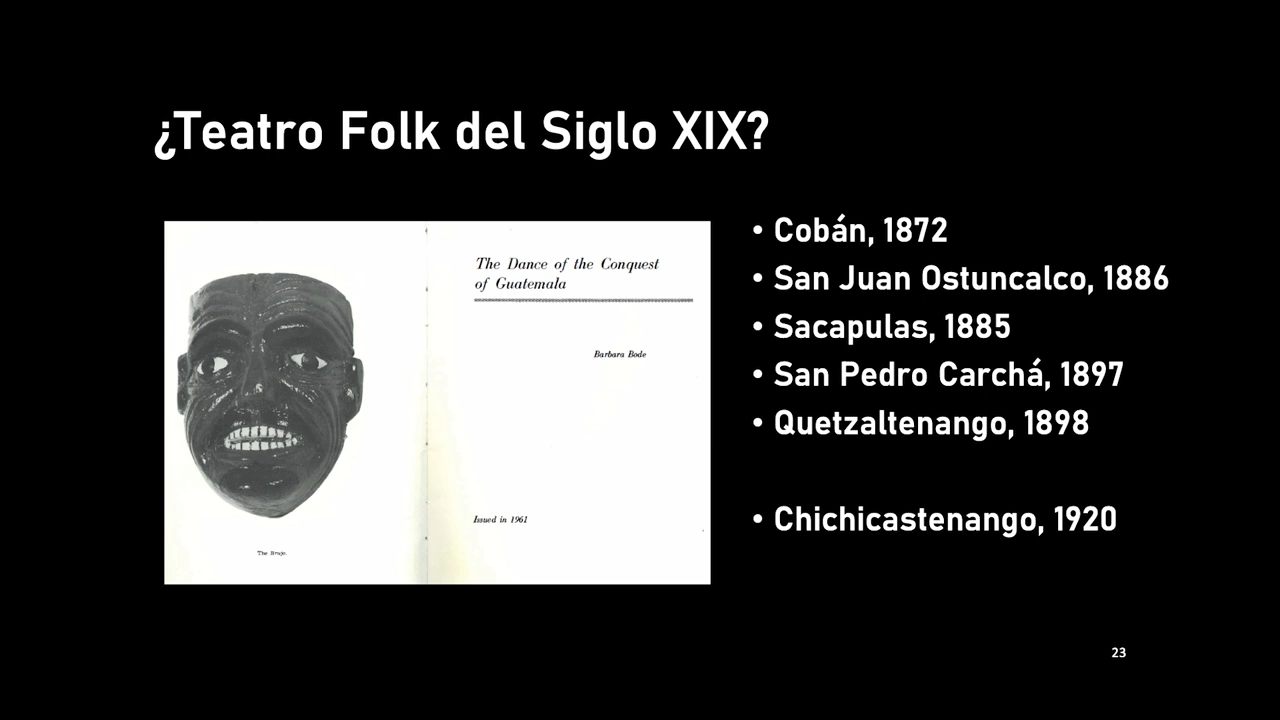 ¿Teatro Folk del Siglo XIX?
The Dance of the Conquest
of Guatemala
Barbara Bode
Issued in 1961
The Brujo.
• Cobán, 1872
• San Juan Ostuncalco, 1886
• Sacapulas, 1885
• San Pedro Carchá, 1897
• Quetzaltenango, 1898
• Chichicastenango, 1920
23